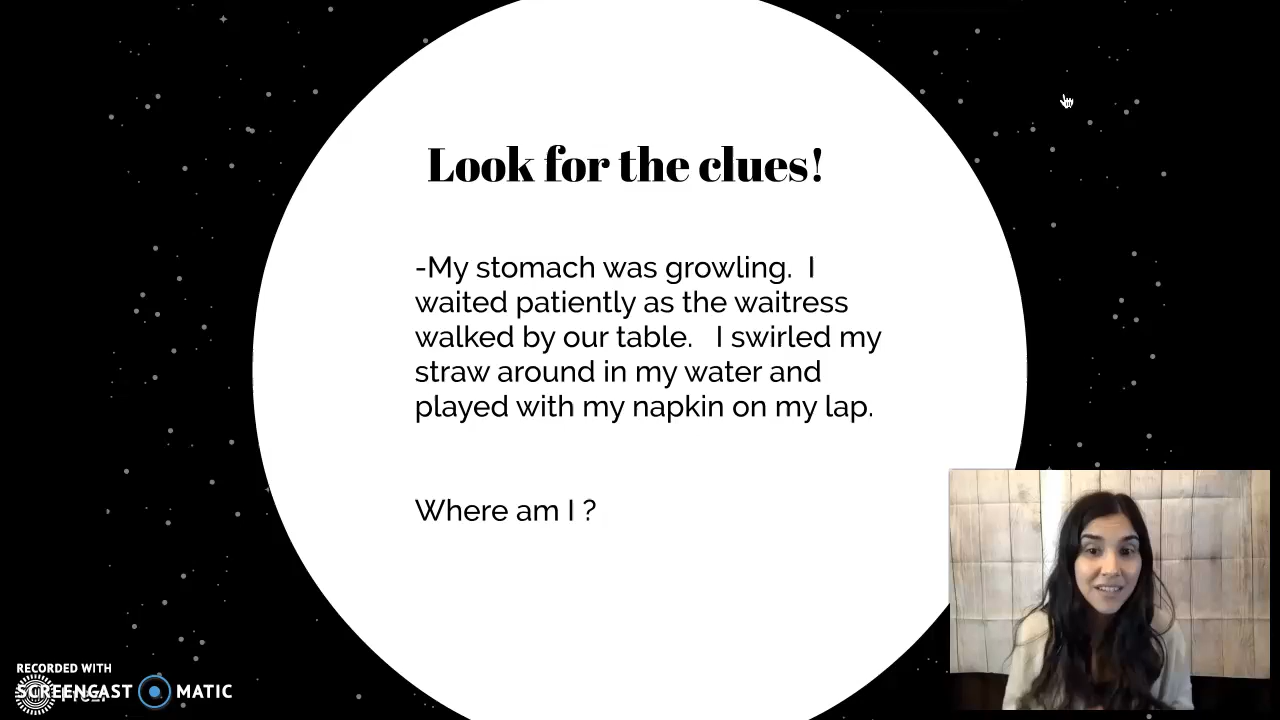 Look for the clues!
-My stomach was growling.  I
waited patiently as the waitress
walked by our table.   I swirled my
straw around in my water and
played with my napkin on my lap.
Where am I ?
RECORDED WITH
SCREENCAST MATIC